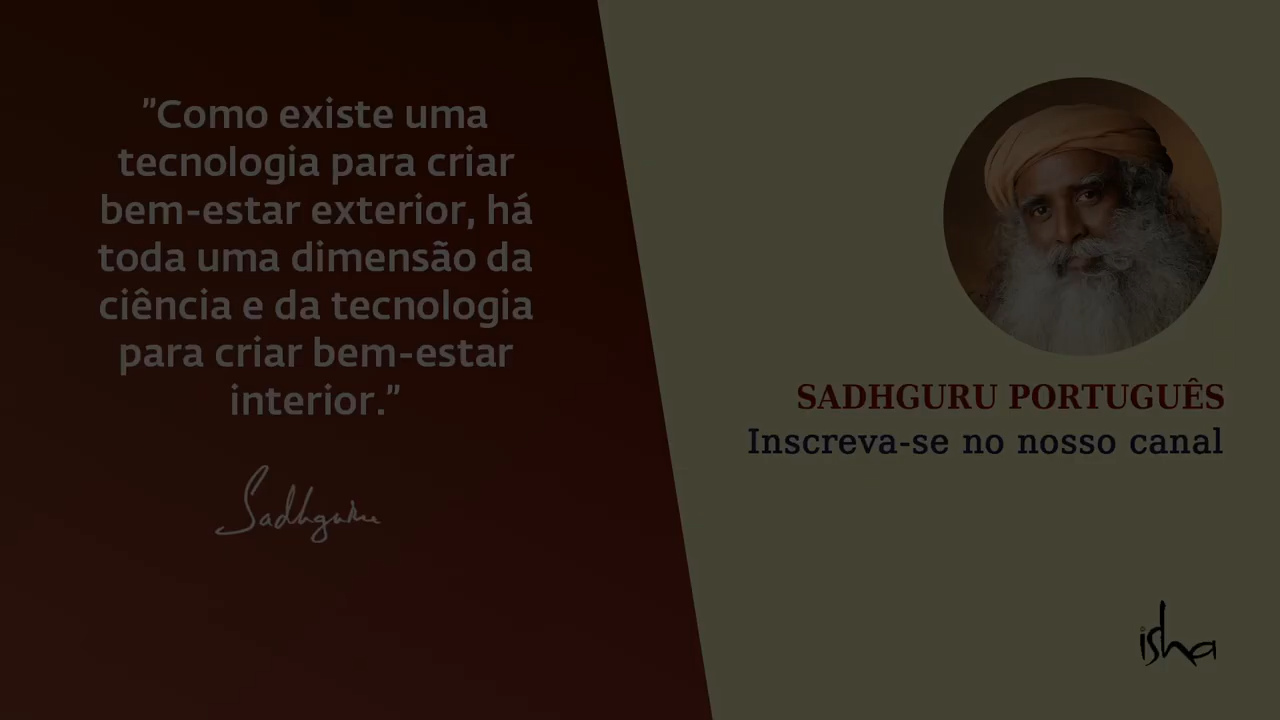 "Como existe uma
tecnologia para criar
bem-estar exterior, há
toda uma dimensão da
ciência e da tecnologia
para criar bem-estar
interior."
Sadhguru
SADHGURU PORTUGUÊS
Inscreva-se no nosso canal
isha